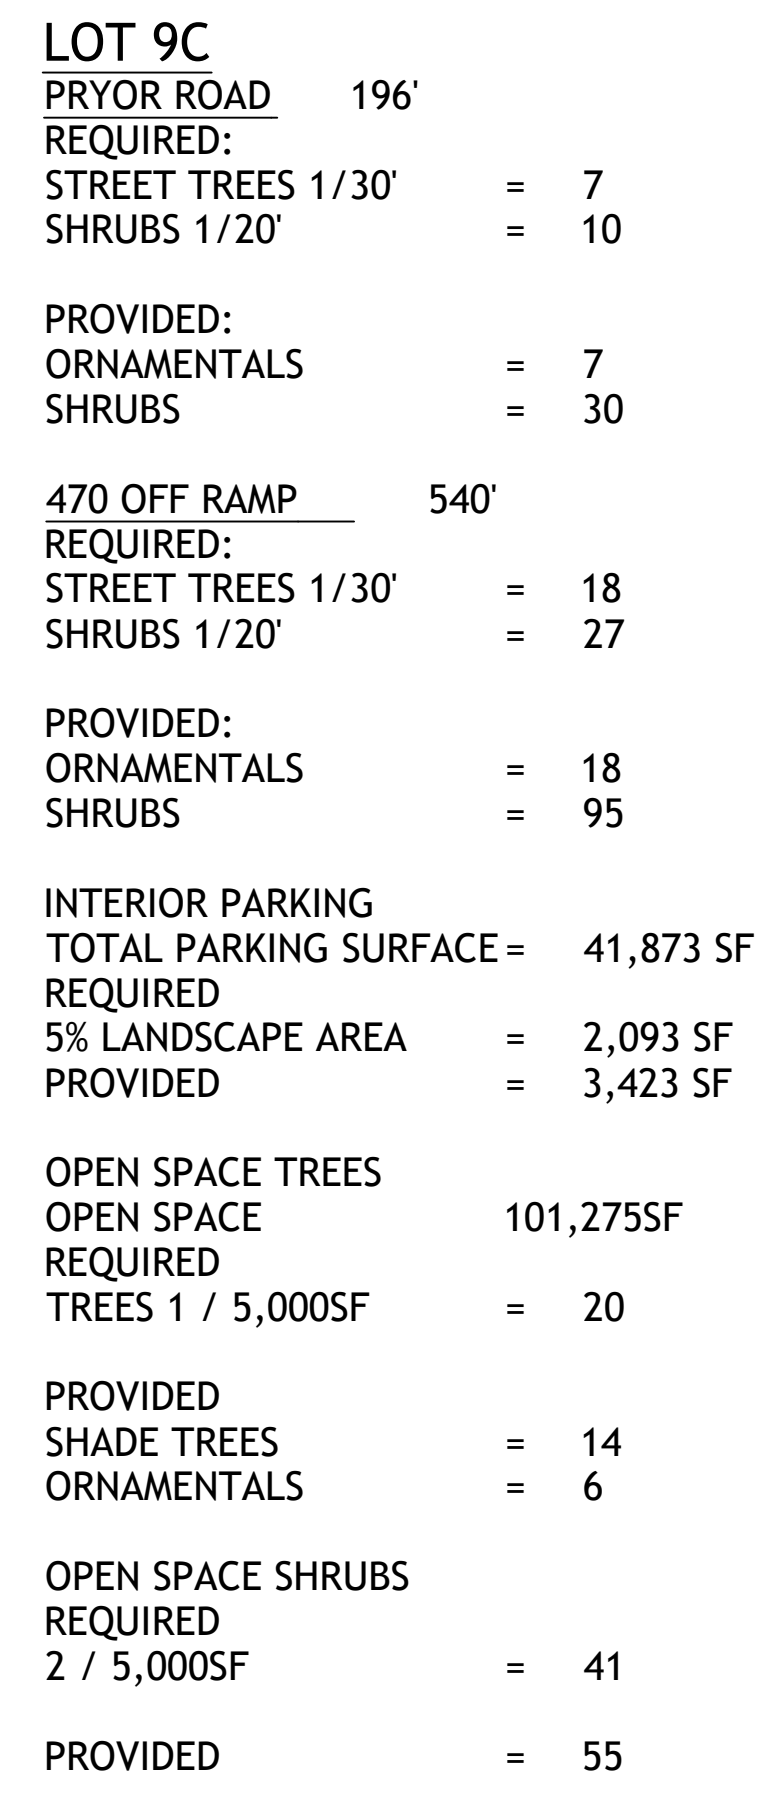 LOT 9C
PRYOR ROAD 196'
REQUIRED:
STREET TREES 1/30' = 7
SHRUBS 1/20' = 10
PROVIDED:
ORNAMENTALS = 7
SHRUBS = 30
470 OFF RAMP 540'
REQUIRED:
STREET TREES 1/30' = 18
SHRUBS 1/20' = 27
PROVIDED:
ORNAMENTALS = 18
SHRUBS = 95
INTERIOR PARKING
TOTAL PARKING SURFACE = 41,873 SF
REQUIRED
5% LANDSCAPE AREA = 2,093 SF
PROVIDED = 3,423 SF
OPEN SPACE TREES
OPEN SPACE 101,275SF
REQUIRED
TREES 1 / 5,000SF = 20
PROVIDED
SHADE TREES = 14
ORNAMENTALS = 6
OPEN SPACE SHRUBS
REQUIRED
2 / 5,000SF = 41
PROVIDED = 55